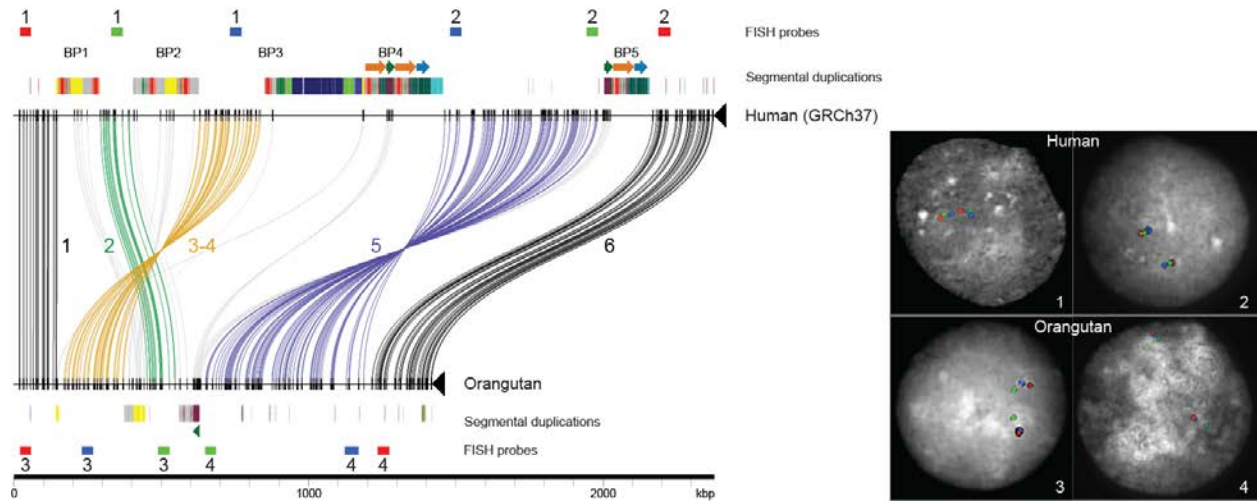 1 1 1 2 2 2
FISH probes
BP1 BP2 BP3 BP4 BP5
Segmental duplications
Human (GRCh37)
1 2 3-4 5 6
Orangutan
Segmental duplications
FISH probes
3 3 3 4 4 4
0 1000 2000 kbp
Human
1 2
Orangutan
3 4